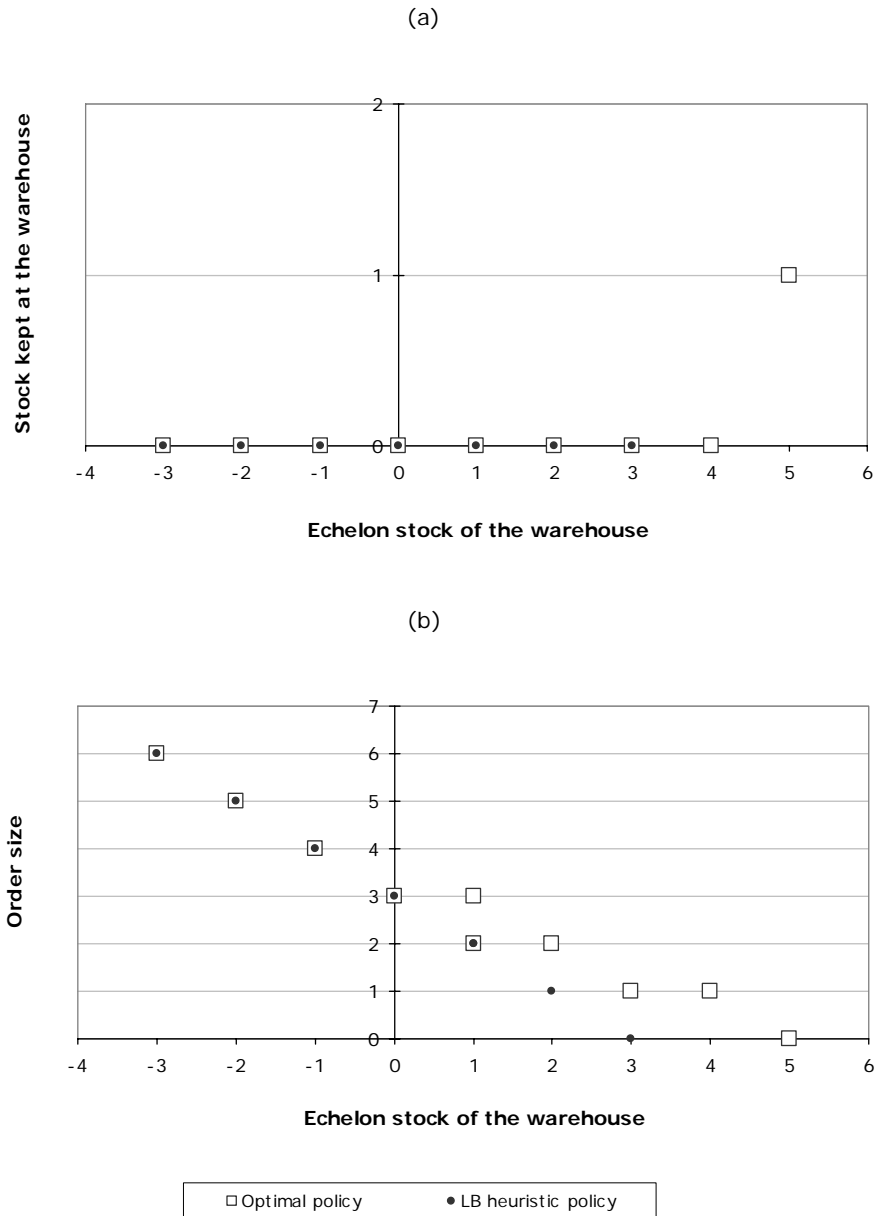 (a)
Stock kept at the warehouse
2
1
0
-4 -3 -2 -1 0 1 2 3 4 5 6
Echelon stock of the warehouse
(b)
Order size
7
6
5
4
3
2
1
0
-4 -3 -2 -1 0 1 2 3 4 5 6
Echelon stock of the warehouse
Optimal policy LB heuristic policy